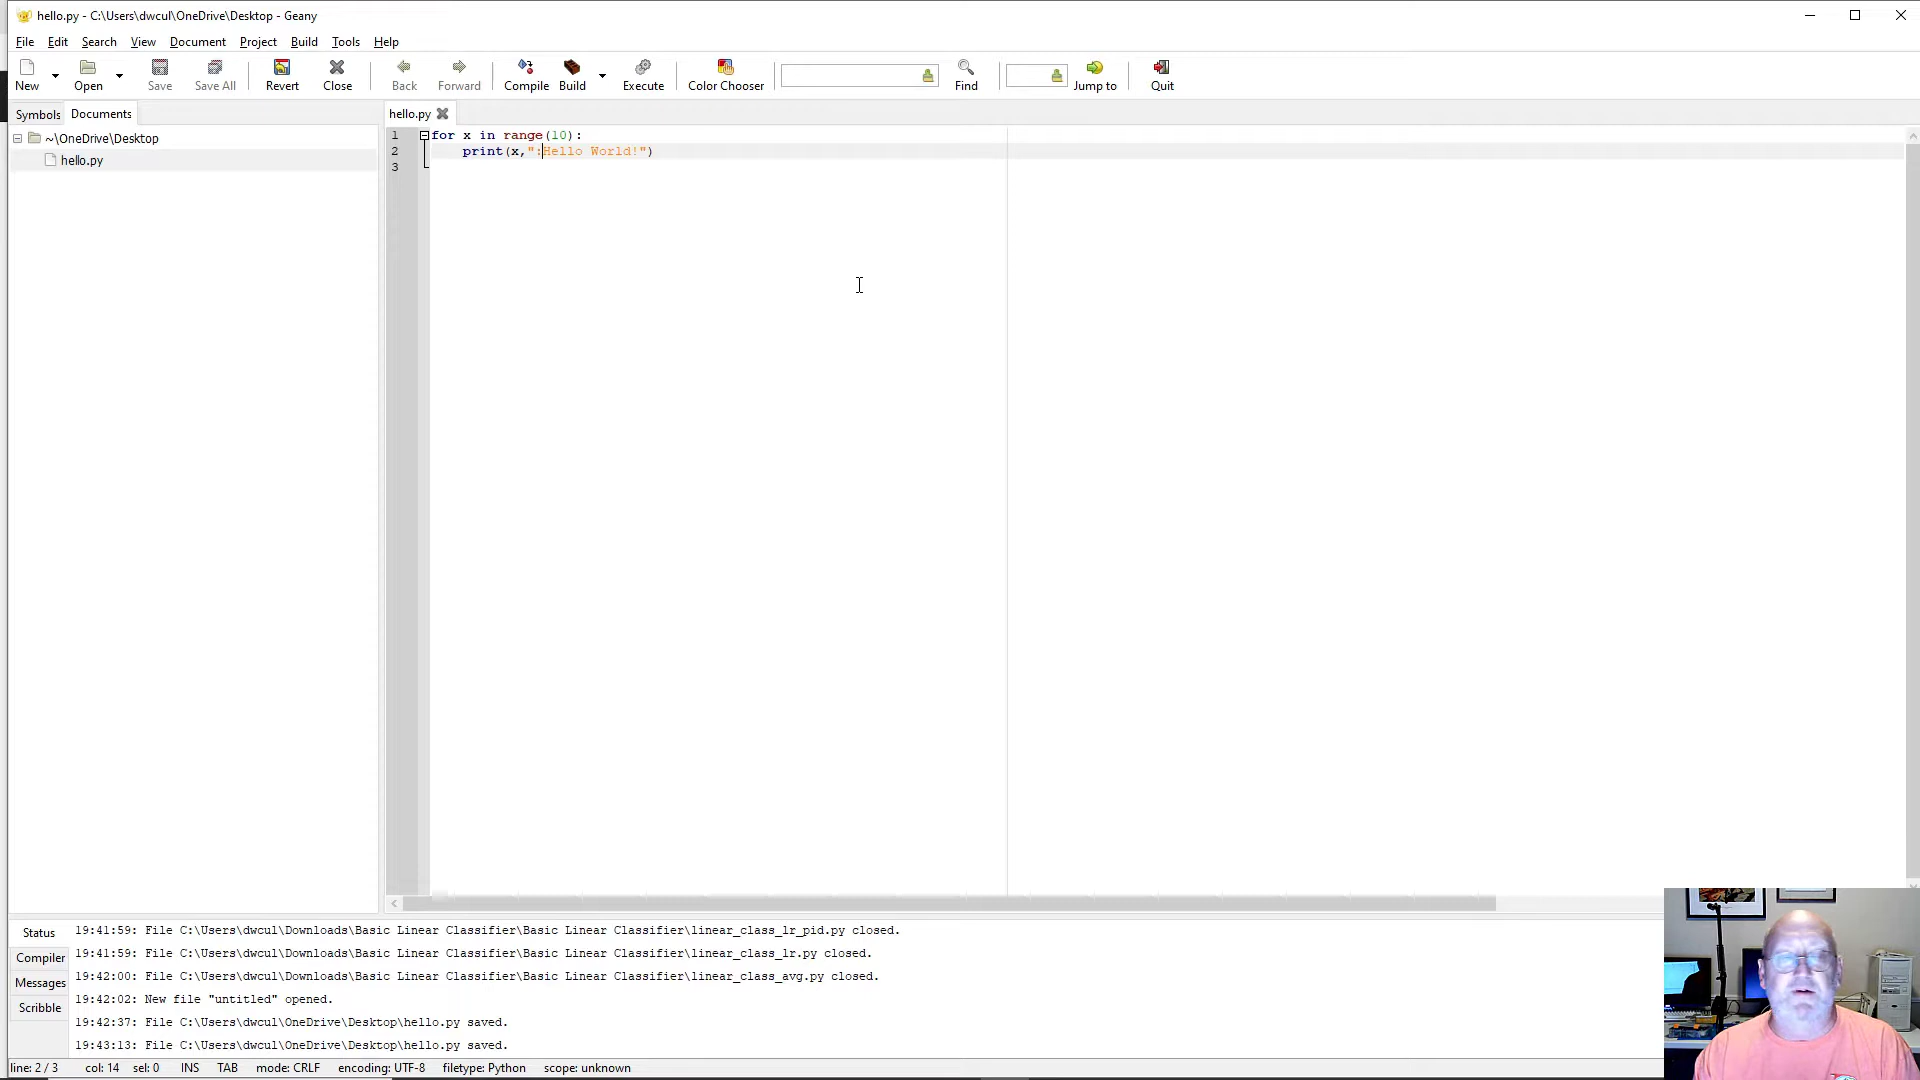 hello.py - C:\Users\dwcul\OneDrive\Desktop - Geany
File Edit Search View Document Project Build Tools Help
New Open Save Save All Revert Close Back Forward Compile Build Execute Color Chooser Find Jump to Quit
Symbols Documents
hello.py
~\OneDrive\Desktop
hello.py
1 for x in range(10):
2 print(x,":Hello World!")
3
Status
Compiler
Messages
Scribble
19:41:59: File C:\Users\dwcul\Downloads\Basic Linear Classifier\Basic Linear Classifier\linear_class_lr_pid.py closed.
19:41:59: File C:\Users\dwcul\Downloads\Basic Linear Classifier\Basic Linear Classifier\linear_class_lr.py closed.
19:42:00: File C:\Users\dwcul\Downloads\Basic Linear Classifier\Basic Linear Classifier\linear_class_avg.py closed.
19:42:02: New file "untitled" opened.
19:42:37: File C:\Users\dwcul\OneDrive\Desktop\hello.py saved.
19:43:13: File C:\Users\dwcul\OneDrive\Desktop\hello.py saved.
line: 2 / 3 col: 14 sel: 0 INS TAB mode: CRLF encoding: UTF-8 filetype: Python scope: unknown